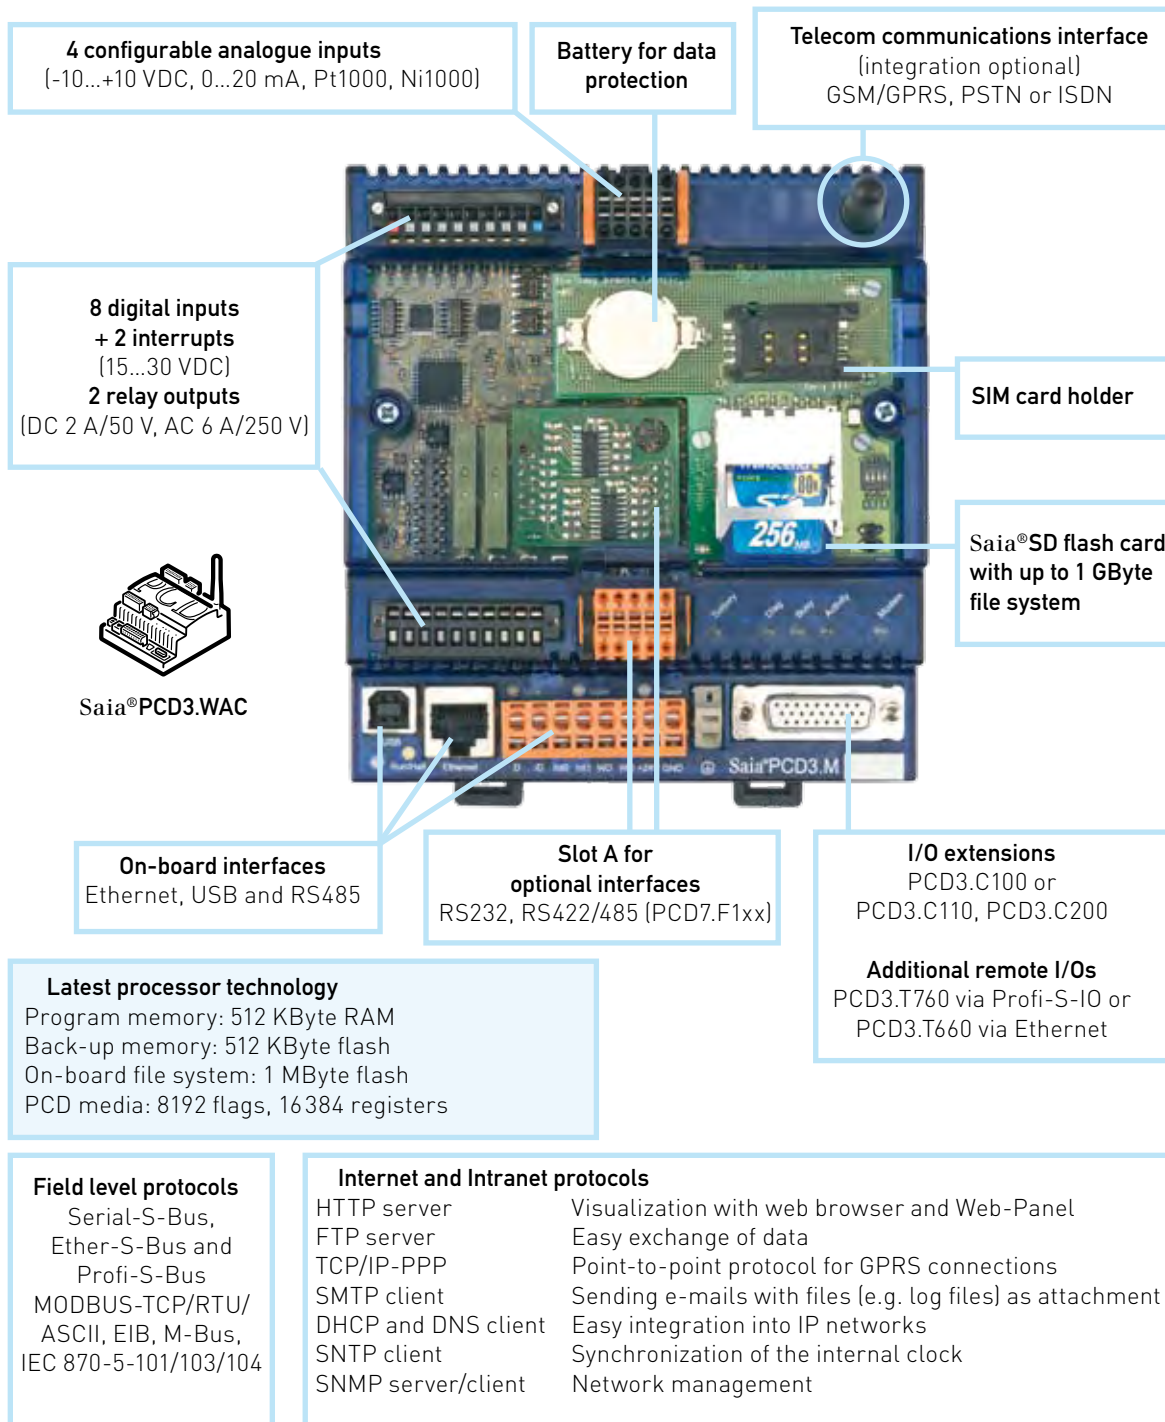 4 configurable analogue inputs
(-10...+10 VDC, 0...20 mA, Pt1000, Ni1000)
Battery for data
protection
Telecom communications interface
(integration optional)
GSM/GPRS, PSTN or ISDN
8 digital inputs
+ 2 interrupts
(15...30 VDC)
2 relay outputs
(DC 2 A/50 V, AC 6 A/250 V)
SIM card holder
256 MB
Saia®SD flash card
with up to 1 GByte
file system
Battery
Diag
Busy
Activity
Modem
Saia®PCD3.WAC
Ethernet
GND
Saia®PCD3.M
On-board interfaces
Ethernet, USB and RS485
Slot A for
optional interfaces
RS232, RS422/485 (PCD7.F1xx)
I/O extensions
PCD3.C100 or
PCD3.C110, PCD3.C200
Additional remote I/Os
PCD3.T760 via Profi-S-IO or
PCD3.T660 via Ethernet
Latest processor technology
Program memory: 512 KByte RAM
Back-up memory: 512 KByte flash
On-board file system: 1 MByte flash
PCD media: 8192 flags, 16384 registers
Field level protocols
Serial-S-Bus,
Ether-S-Bus and
Profi-S-Bus
MODBUS-TCP/RTU/
ASCII, EIB, M-Bus,
IEC 870-5-101/103/104
Internet and Intranet protocols
HTTP server Visualization with web browser and Web-Panel
FTP server Easy exchange of data
TCP/IP-PPP Point-to-point protocol for GPRS connections
SMTP client Sending e-mails with files (e.g. log files) as attachment
DHCP and DNS client Easy integration into IP networks
SNTP client Synchronization of the internal clock
SNMP server/client Network management